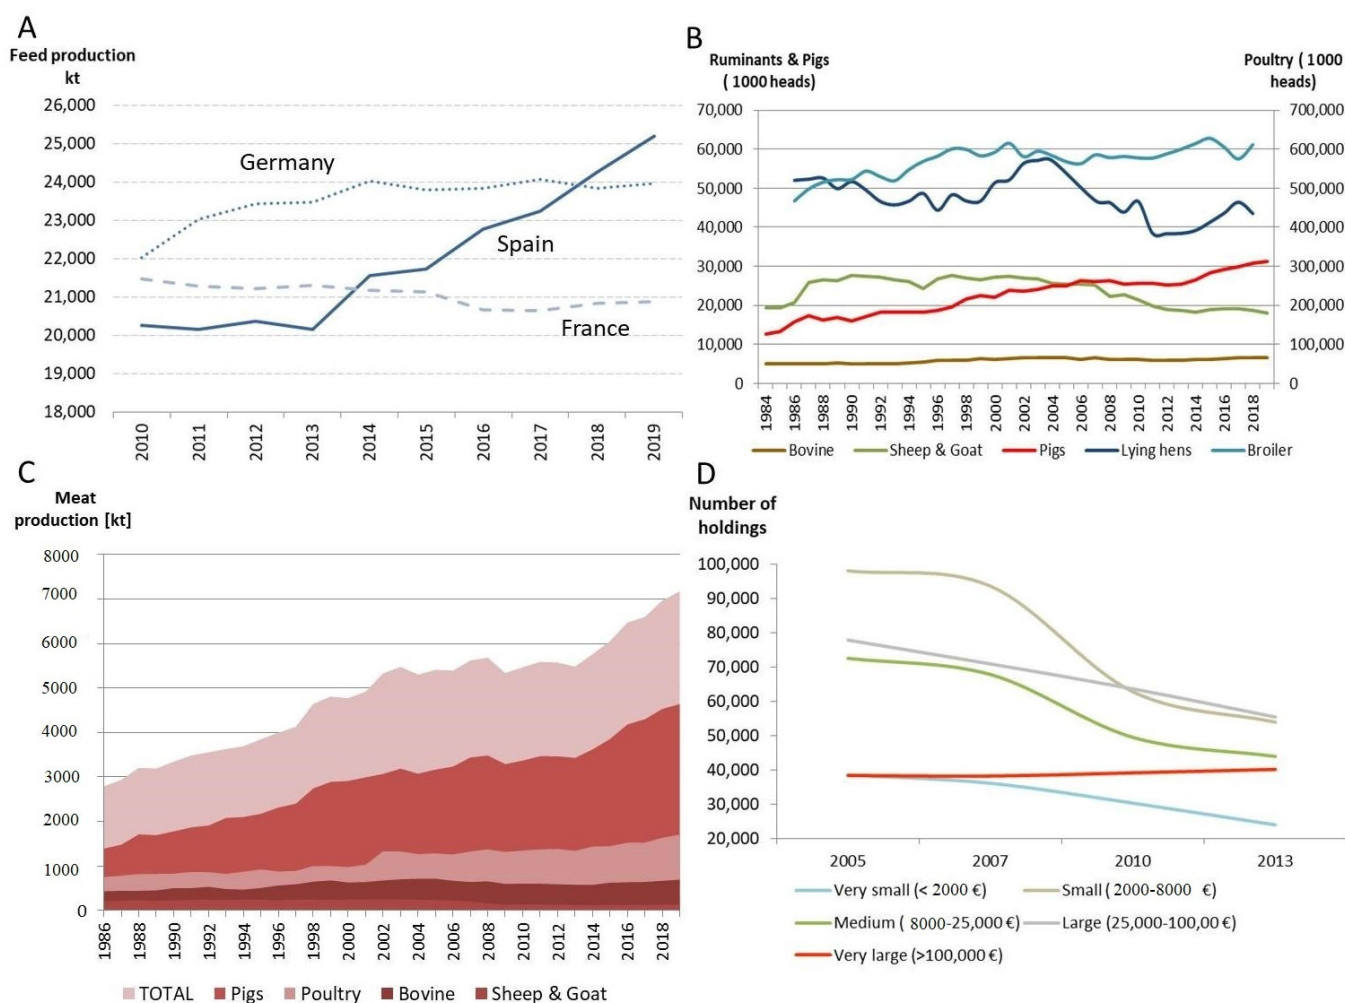 A
Feed production
kt
26,000
25,000
24,000
23,000
22,000
21,000
20,000
19,000
18,000
Germany
Spain
France
2010
2011
2012
2013
2014
2015
2016
2017
2018
2019
B
Ruminants & Pigs
( 1000 heads)
Poultry ( 1000
heads)
70,000
60,000
50,000
40,000
30,000
20,000
10,000
0
700,000
600,000
500,000
400,000
300,000
200,000
100,000
0
1984
1986
1988
1990
1992
1994
1996
1998
2000
2002
2004
2006
2008
2010
2012
2014
2016
2018
Bovine
Sheep & Goat
Pigs
Lying hens
Broiler
C
Meat
production [kt]
8000
7000
6000
5000
4000
3000
2000
1000
0
1986
1988
1990
1992
1994
1996
1998
2000
2002
2004
2006
2008
2010
2012
2014
2016
2018
TOTAL
Pigs
Poultry
Bovine
Sheep & Goat
D
Number of
holdings
100,000
90,000
80,000
70,000
60,000
50,000
40,000
30,000
20,000
2005
2007
2010
2013
Very small (< 2000 €)
Small ( 2000-8000 €)
Medium ( 8000-25,000 €)
Large (25,000-100,00 €)
Very large (>100,000 €)